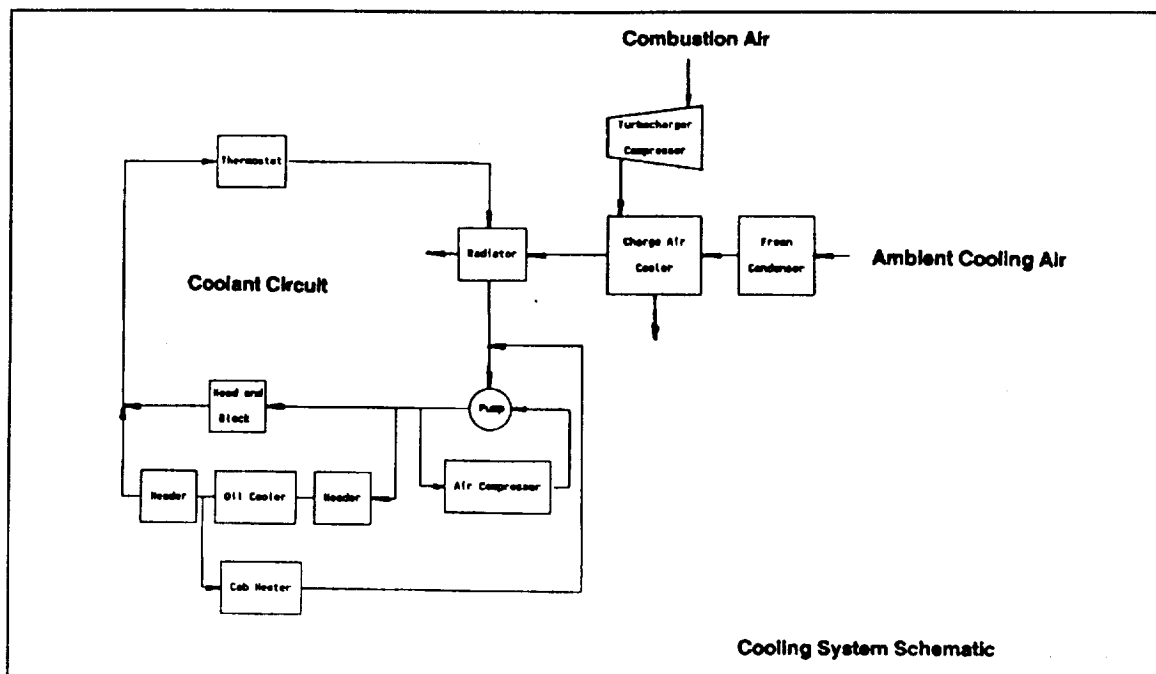 Combustion Air
Turbocharger
Compressor
Thermostat
Radiator
Charge Air
Cooler
Freon
Condensor
Ambient Cooling Air
Coolant Circuit
Head and
Block
Pump
Air Compressor
Header
Oil Cooler
Header
Cab Heater
Cooling System Schematic